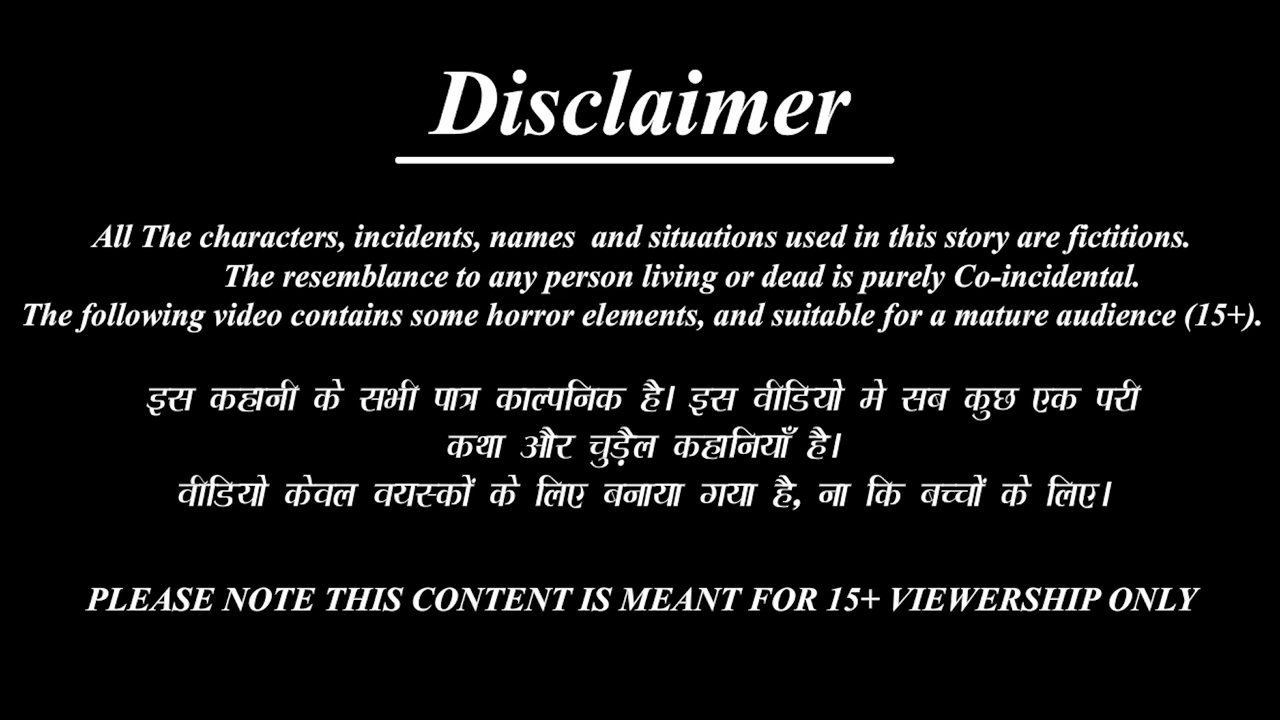 Disclaimer
All The characters, incidents, names and situations used in this story are fictitions.
The resemblance to any person living or dead is purely Co-incidental.
The following video contains some horror elements, and suitable for a mature audience (15+).
इस कहानी के सभी पात्र काल्पनिक है। इस वीडियो मे सब कुछ एक परी
कथा और चुड़ैल कहानियाँ है।
वीडियो केवल वयस्कों के लिए बनाया गया है, ना कि बच्चों के लिए।
PLEASE NOTE THIS CONTENT IS MEANT FOR 15+ VIEWERSHIP ONLY